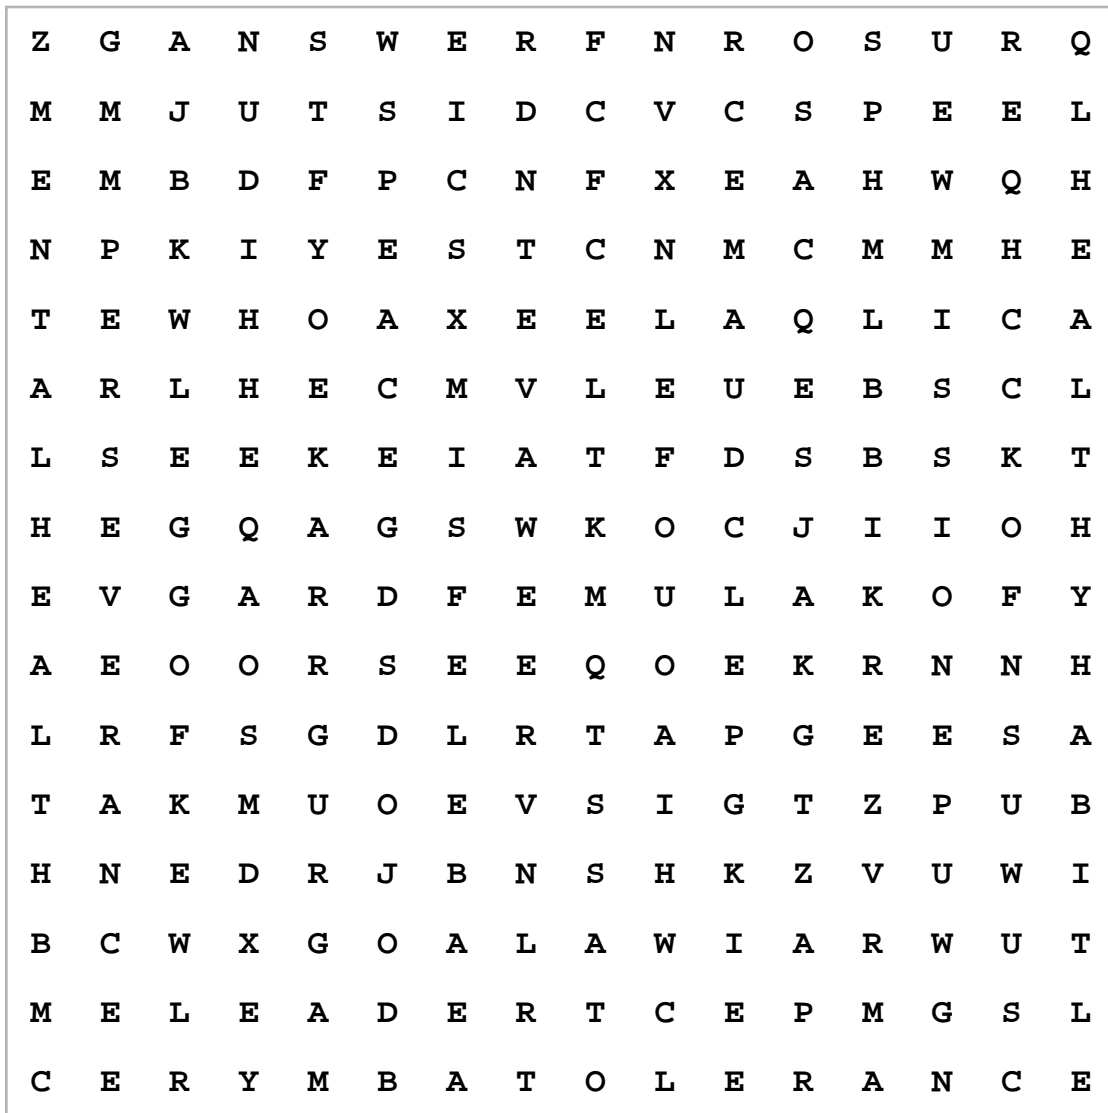 Z G A N S W E R F N R O S U R Q
M M J U T S I D C V C S P E E L
E M B D F P C N F X E A H W Q H
N P K I Y E S T C N M C M M H E
T E W H O A X E E L A Q L I C A
A R L H E C M V L E U E B S C L
L S E E K E I A T F D S B S K T
H E G Q A G S W K O C J I I O H
E V G A R D F E M U L A K O F Y
A E O O R S E E Q O E K R N N H
L R F S G D L R T A P G E E S A
T A K M U O E V S I G T Z P U B
H N E D R J B N S H K Z V U W I
B C W X G O A L A W I A R W U T
M E L E A D E R T C E P M G S L
C E R Y M B A T O L E R A N C E